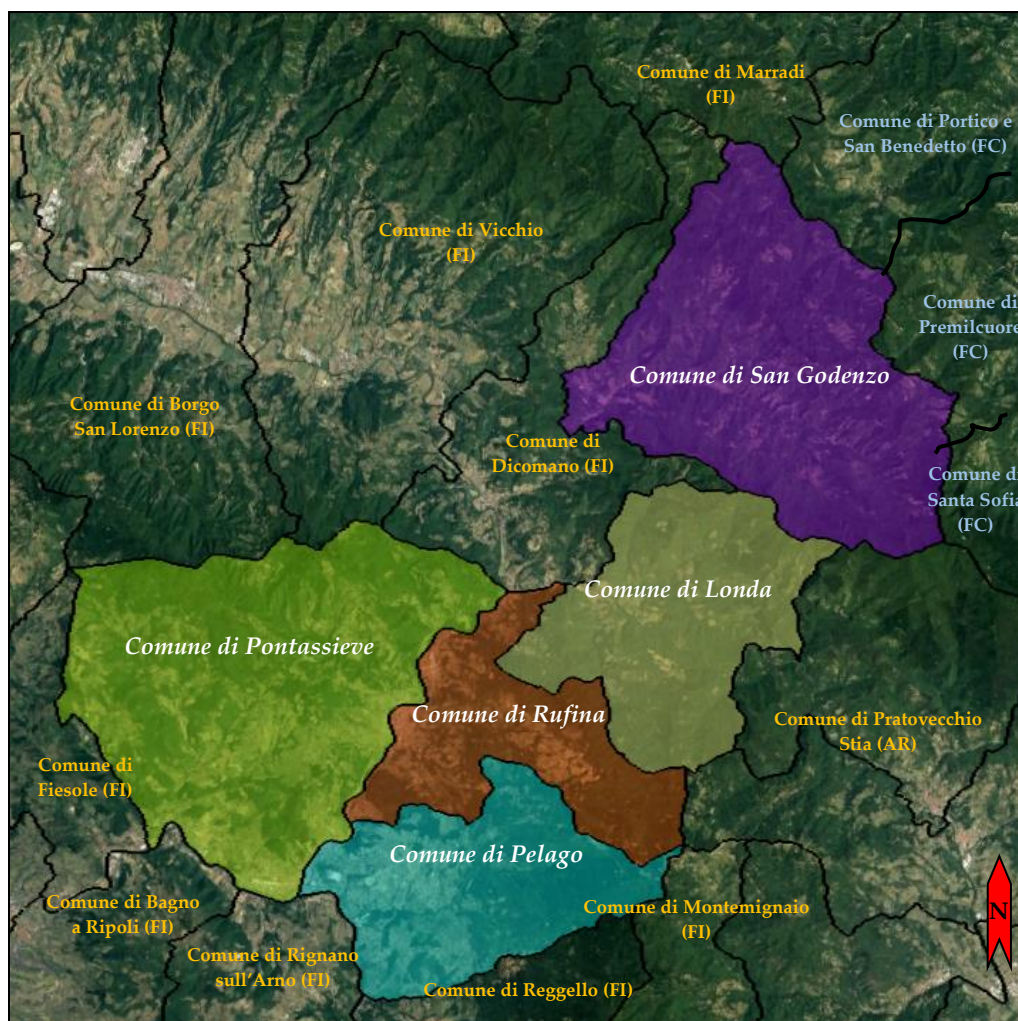 Comune di Marradi
(FI)
Comune di Portico e
San Benedetto (FC)
Comune di Vicchio
(FI)
Comune di
Premilcuore
(FC)
Comune di San Godenzo
Comune di Borgo
San Lorenzo (FI)
Comune di
Dicomano (FI)
Comune di
Santa Sofia
(FC)
Comune di Londa
Comune di Pontassieve
Comune di Rufina
Comune di Pratovecchio
Stia (AR)
Comune di
Fiesole (FI)
Comune di Pelago
Comune di Bagno
a Ripoli (FI)
Comune di Montemignaio
(FI)
N
Comune di Rignano
sull'Arno (FI)
Comune di Reggello (FI)